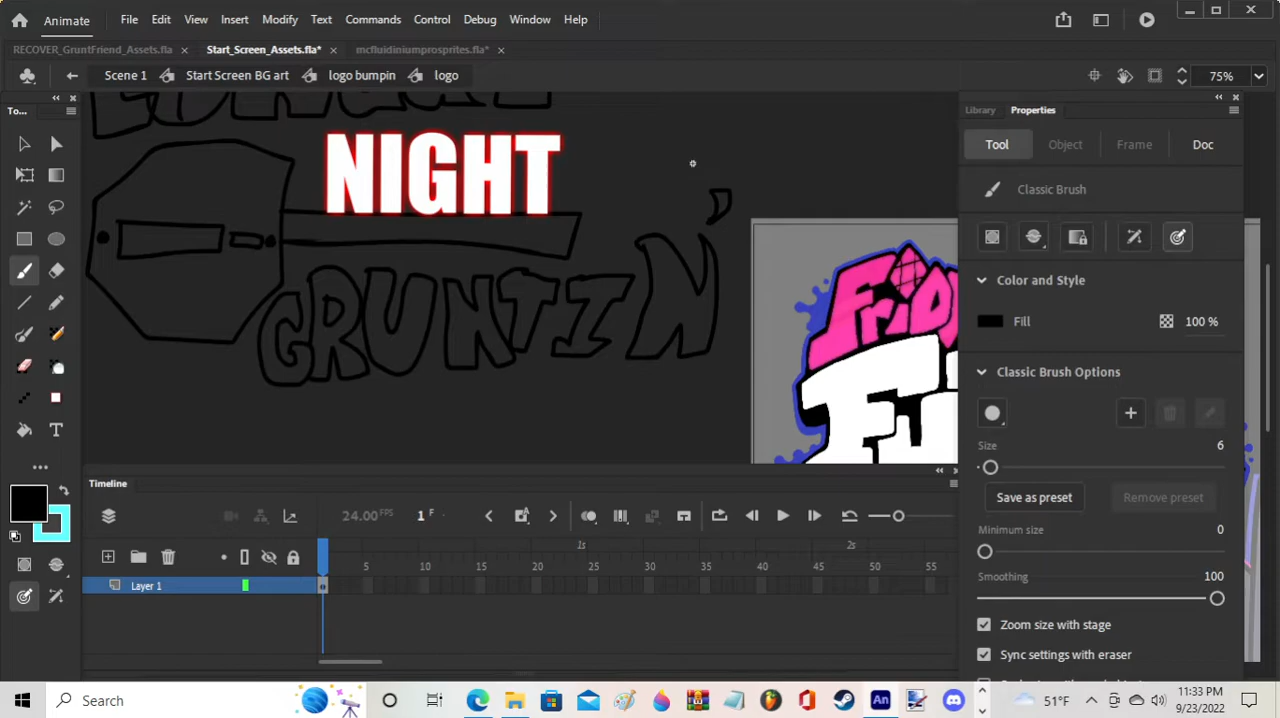 Animate File Edit View Insert Modify Text Commands Control Debug Window Help
RECOVER_GruntFriend_Assets.fla × Start_Screen_Assets.fla* × mcfluidiniumprosprites.fla* ×
Scene 1 Start Screen BG art logo bumpin logo 75%
To...
NIGHT
GRUNTIN'
Friday
Library Properties
Tool Object Frame Doc
Classic Brush
Color and Style
Fill 100 %
Classic Brush Options
Size 6
Save as preset Remove preset
Minimum size 0
Smoothing 100
Zoom size with stage
Sync settings with eraser
Timeline
24.00 FPS 1 F
1s 2s
5 10 15 20 25 30 35 40 45 50 55
Layer 1
Search
51°F
11:33 PM
9/23/2022